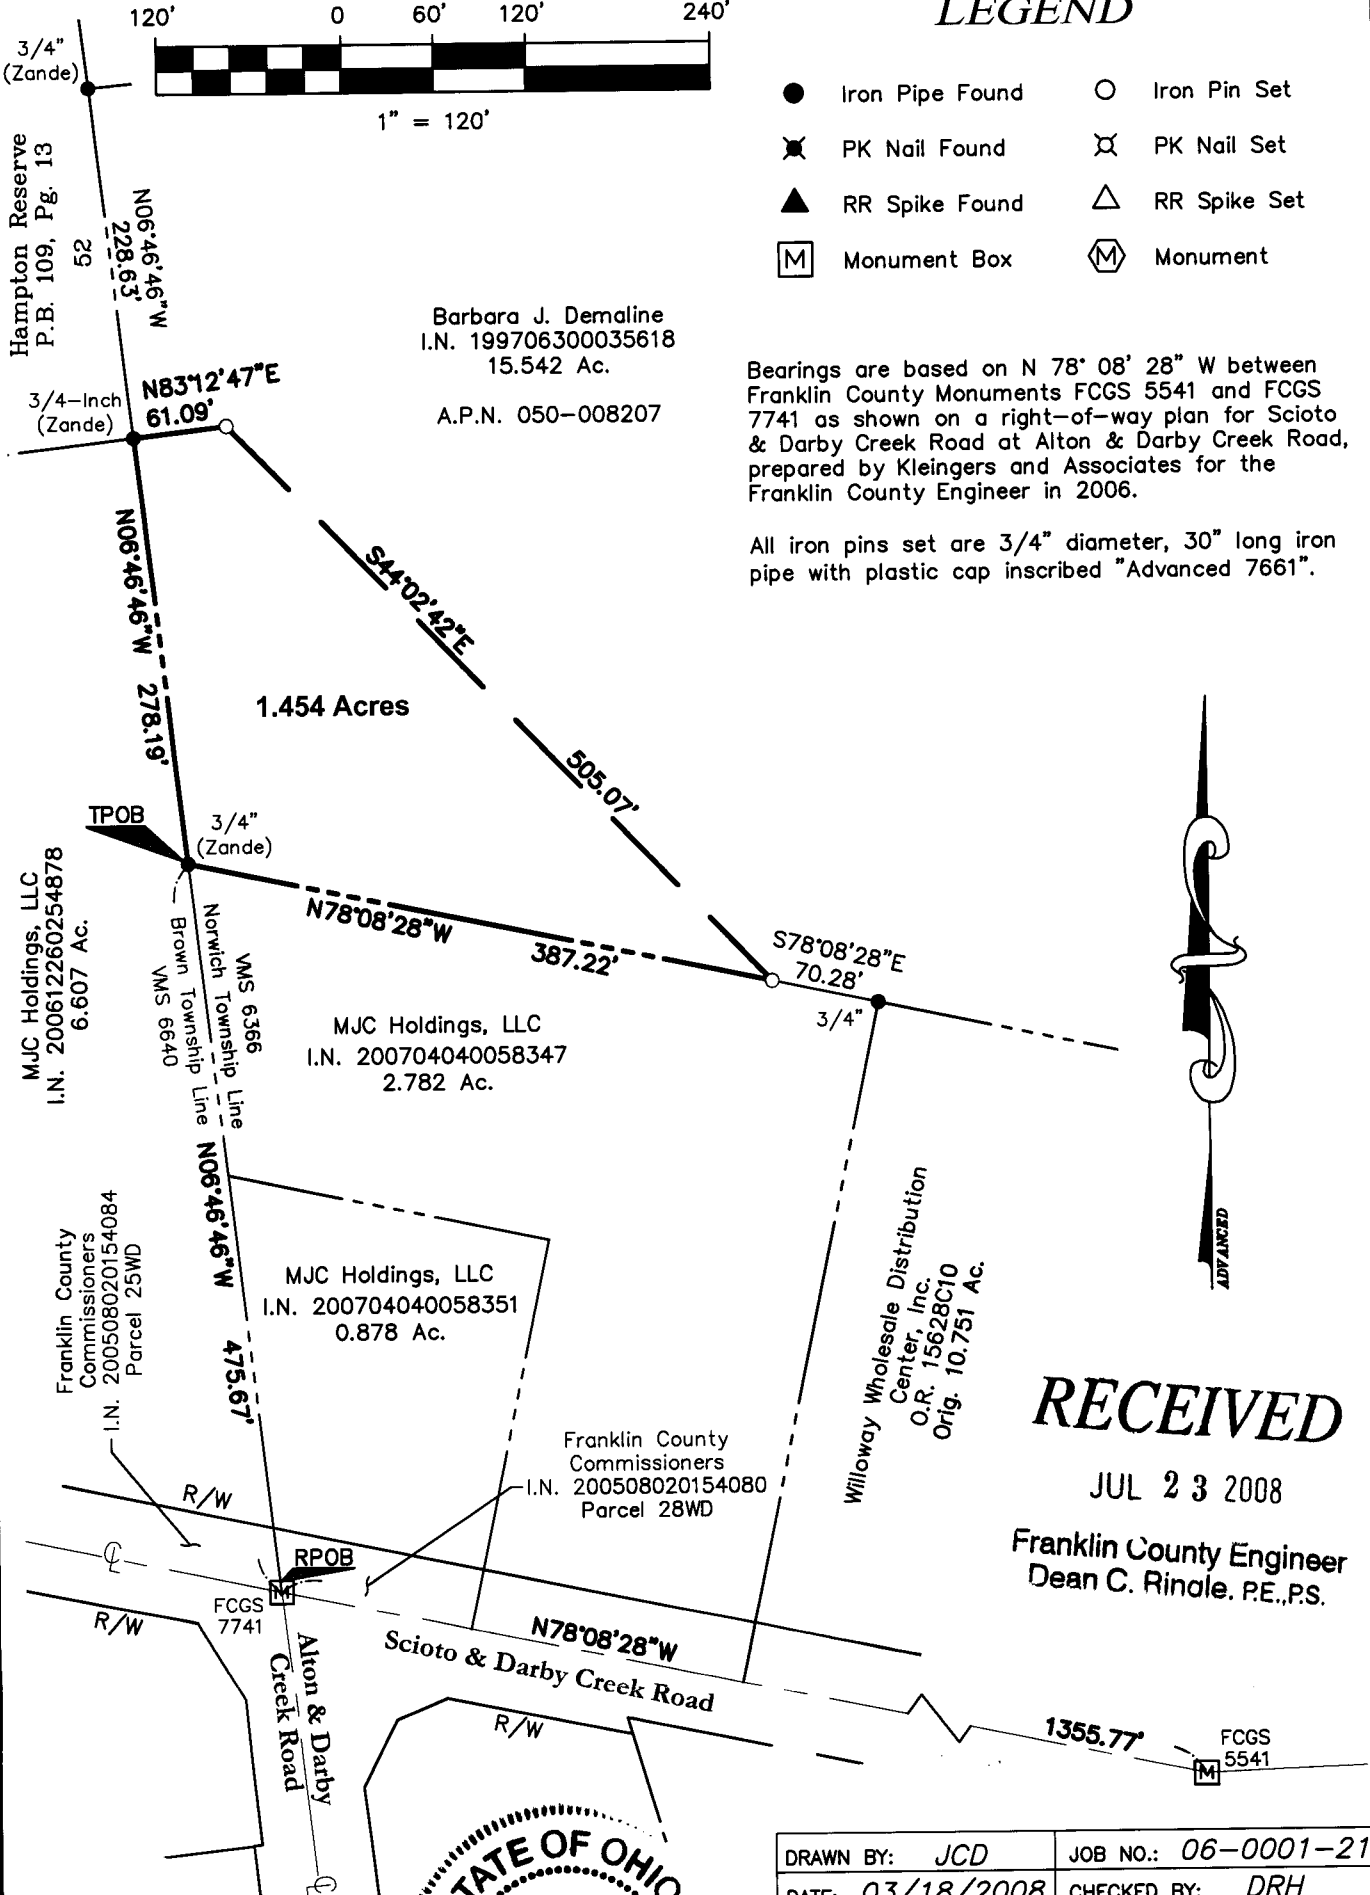 120'
0
60'
120'
240'
1" = 120'
LEGEND
Iron Pipe Found
Iron Pin Set
PK Nail Found
PK Nail Set
RR Spike Found
RR Spike Set
M
Monument Box
M
Monument
3/4"
(Zande)
Hampton Reserve
P.B. 109, Pg. 13
52
N06°46'46"W
228.63'
Barbara J. Demaline
I.N. 199706300035618
15.542 Ac.
A.P.N. 050-008207
Bearings are based on N 78° 08' 28" W between
Franklin County Monuments FCGS 5541 and FCGS
7741 as shown on a right-of-way plan for Scioto
& Darby Creek Road at Alton & Darby Creek Road,
prepared by Kleingers and Associates for the
Franklin County Engineer in 2006.
All iron pins set are 3/4" diameter, 30" long iron
pipe with plastic cap inscribed "Advanced 7661".
3/4-Inch
(Zande)
N83°12'47"E
61.09'
N06°46'46"W 278.19'
S44°02'42"E
505.07'
1.454 Acres
TPOB
3/4"
(Zande)
N78°08'28"W
387.22'
S78°08'28"E
70.28'
3/4"
MJC Holdings, LLC
I.N. 200612260254878
6.607 Ac.
VMS 6366
Norwich Township Line
Brown Township Line
VMS 6640
MJC Holdings, LLC
I.N. 200704040058347
2.782 Ac.
N06°46'46"W 475.67'
MJC Holdings, LLC
I.N. 200704040058351
0.878 Ac.
Franklin County
Commissioners
I.N. 200508020154084
Parcel 25WD
Willoway Wholesale Distribution
Center, Inc.
O.R. 15628C10
Orig. 10.751 Ac.
ADVANCED
Franklin County
Commissioners
I.N. 200508020154080
Parcel 28WD
RECEIVED
JUL 23 2008
Franklin County Engineer
Dean C. Ringle, P.E.,P.S.
R/W
CL
RPOB
M
FCGS
7741
R/W
N78°08'28"W
Scioto & Darby Creek Road
Alton & Darby
Creek Road
R/W
1355.77'
FCGS
5541
M
CL
STATE OF OHIO
DRAWN BY: JCD
JOB NO.: 06-0001-21
DATE: 03/18/2008
CHECKED BY: DRH